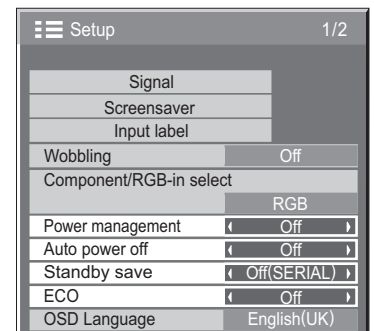 Setup 1/2
Signal
Screensaver
Input label
Wobbling Off
Component/RGB-in select
RGB
Power management Off
Auto power off Off
Standby save Off(SERIAL)
ECO Off
OSD Language English(UK)